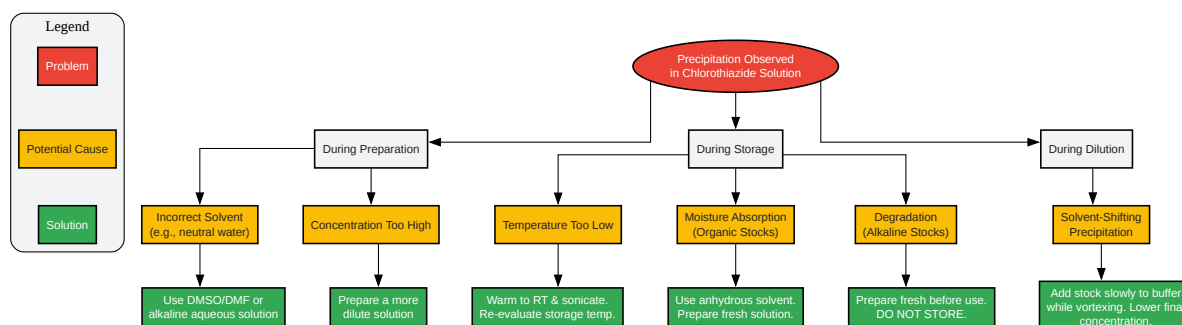 Legend
Problem
Potential Cause
Solution
Precipitation Observed
in Chlorothiazide Solution
During Preparation
During Storage
During Dilution
Incorrect Solvent
(e.g., neutral water)
Concentration Too High
Temperature Too Low
Moisture Absorption
(Organic Stocks)
Degradation
(Alkaline Stocks)
Solvent-Shifting
Precipitation
Use DMSO/DMF or
alkaline aqueous solution
Prepare a more
dilute solution
Warm to RT & sonicate.
Re-evaluate storage temp.
Use anhydrous solvent.
Prepare fresh solution.
Prepare fresh before use.
DO NOT STORE.
Add stock slowly to buffer
while vortexing. Lower final
concentration.